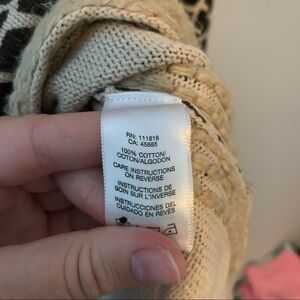 RN: 111818
CA: 45885
100% COTTON/
COTON/ALGODON
CARE INSTRUCTIONS
ON REVERSE
INSTRUCTIONS DE
SOIN SUR L'INVERSE
INSTRUCCIONES DEL
CUIDADO EN REVES